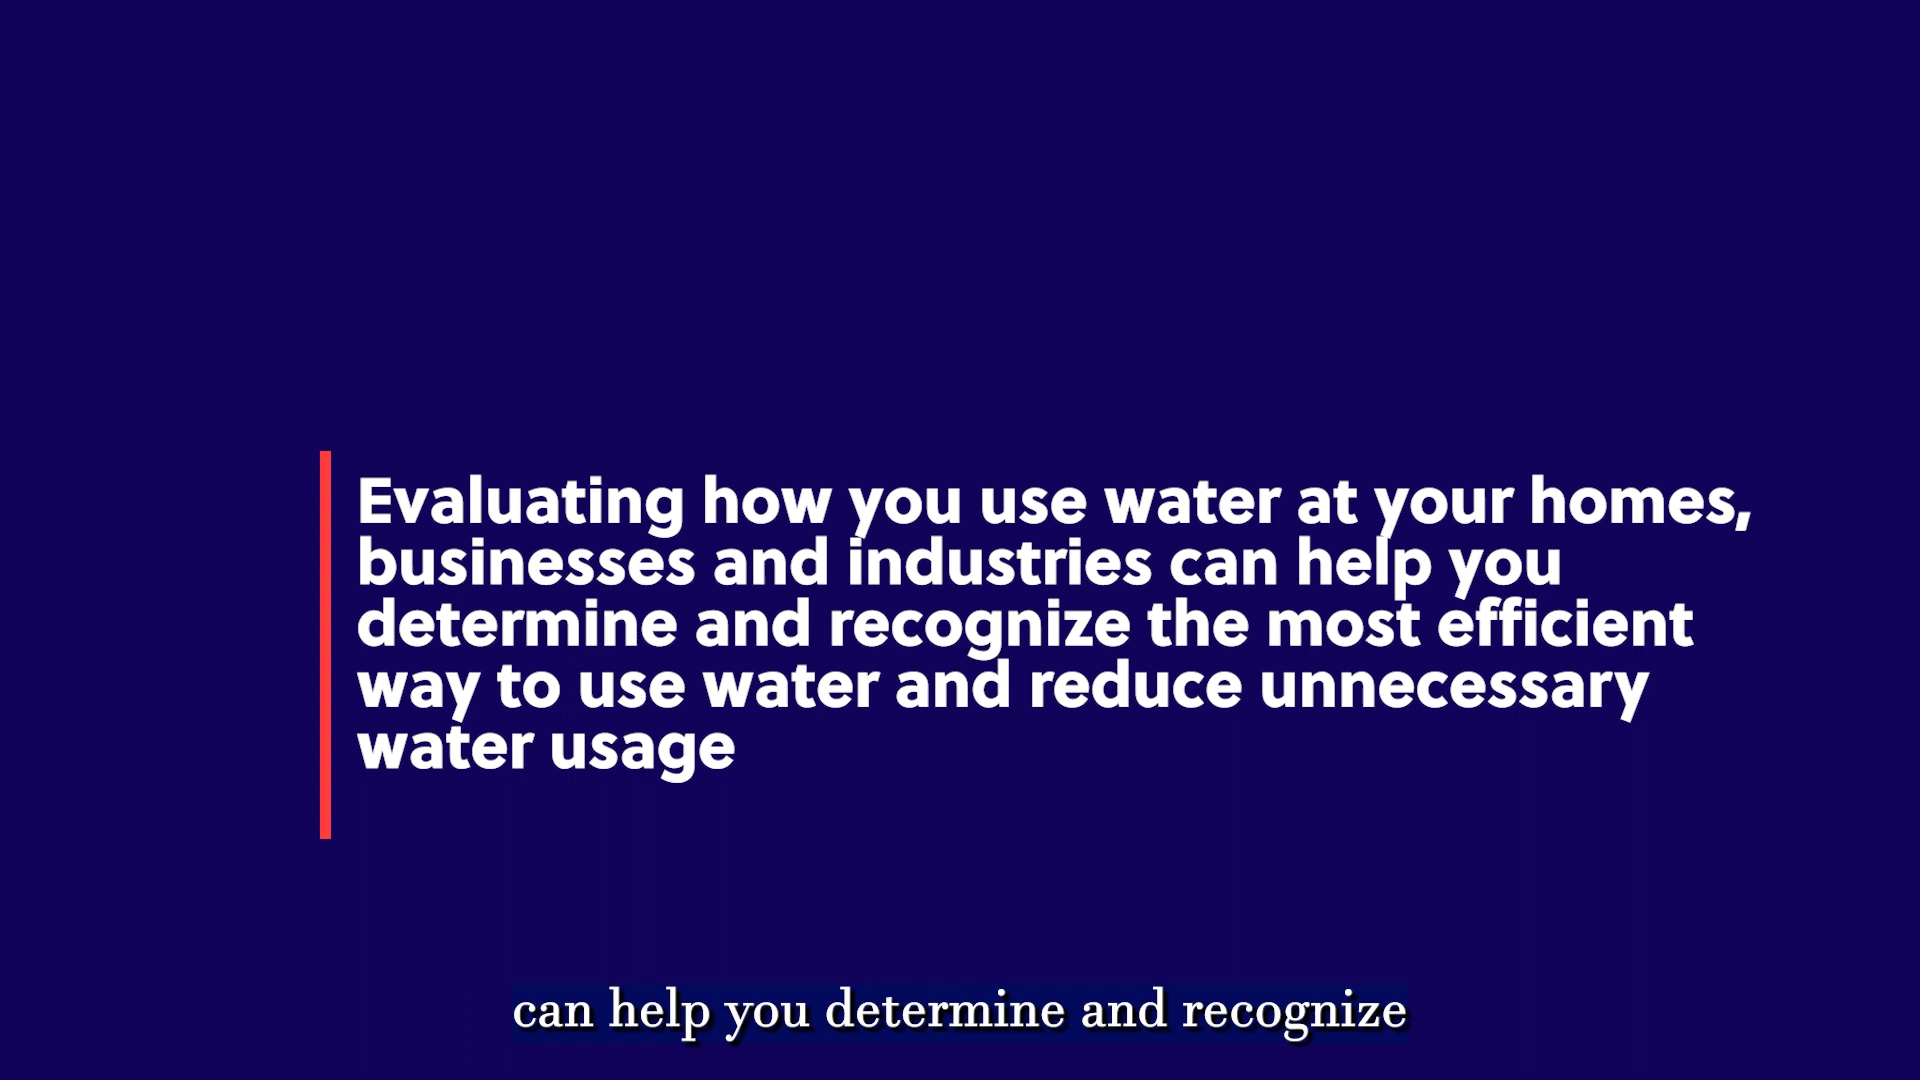 Evaluating how you use water at your homes,
businesses and industries can help you
determine and recognize the most efficient
way to use water and reduce unnecessary
water usage
can help you determine and recognize